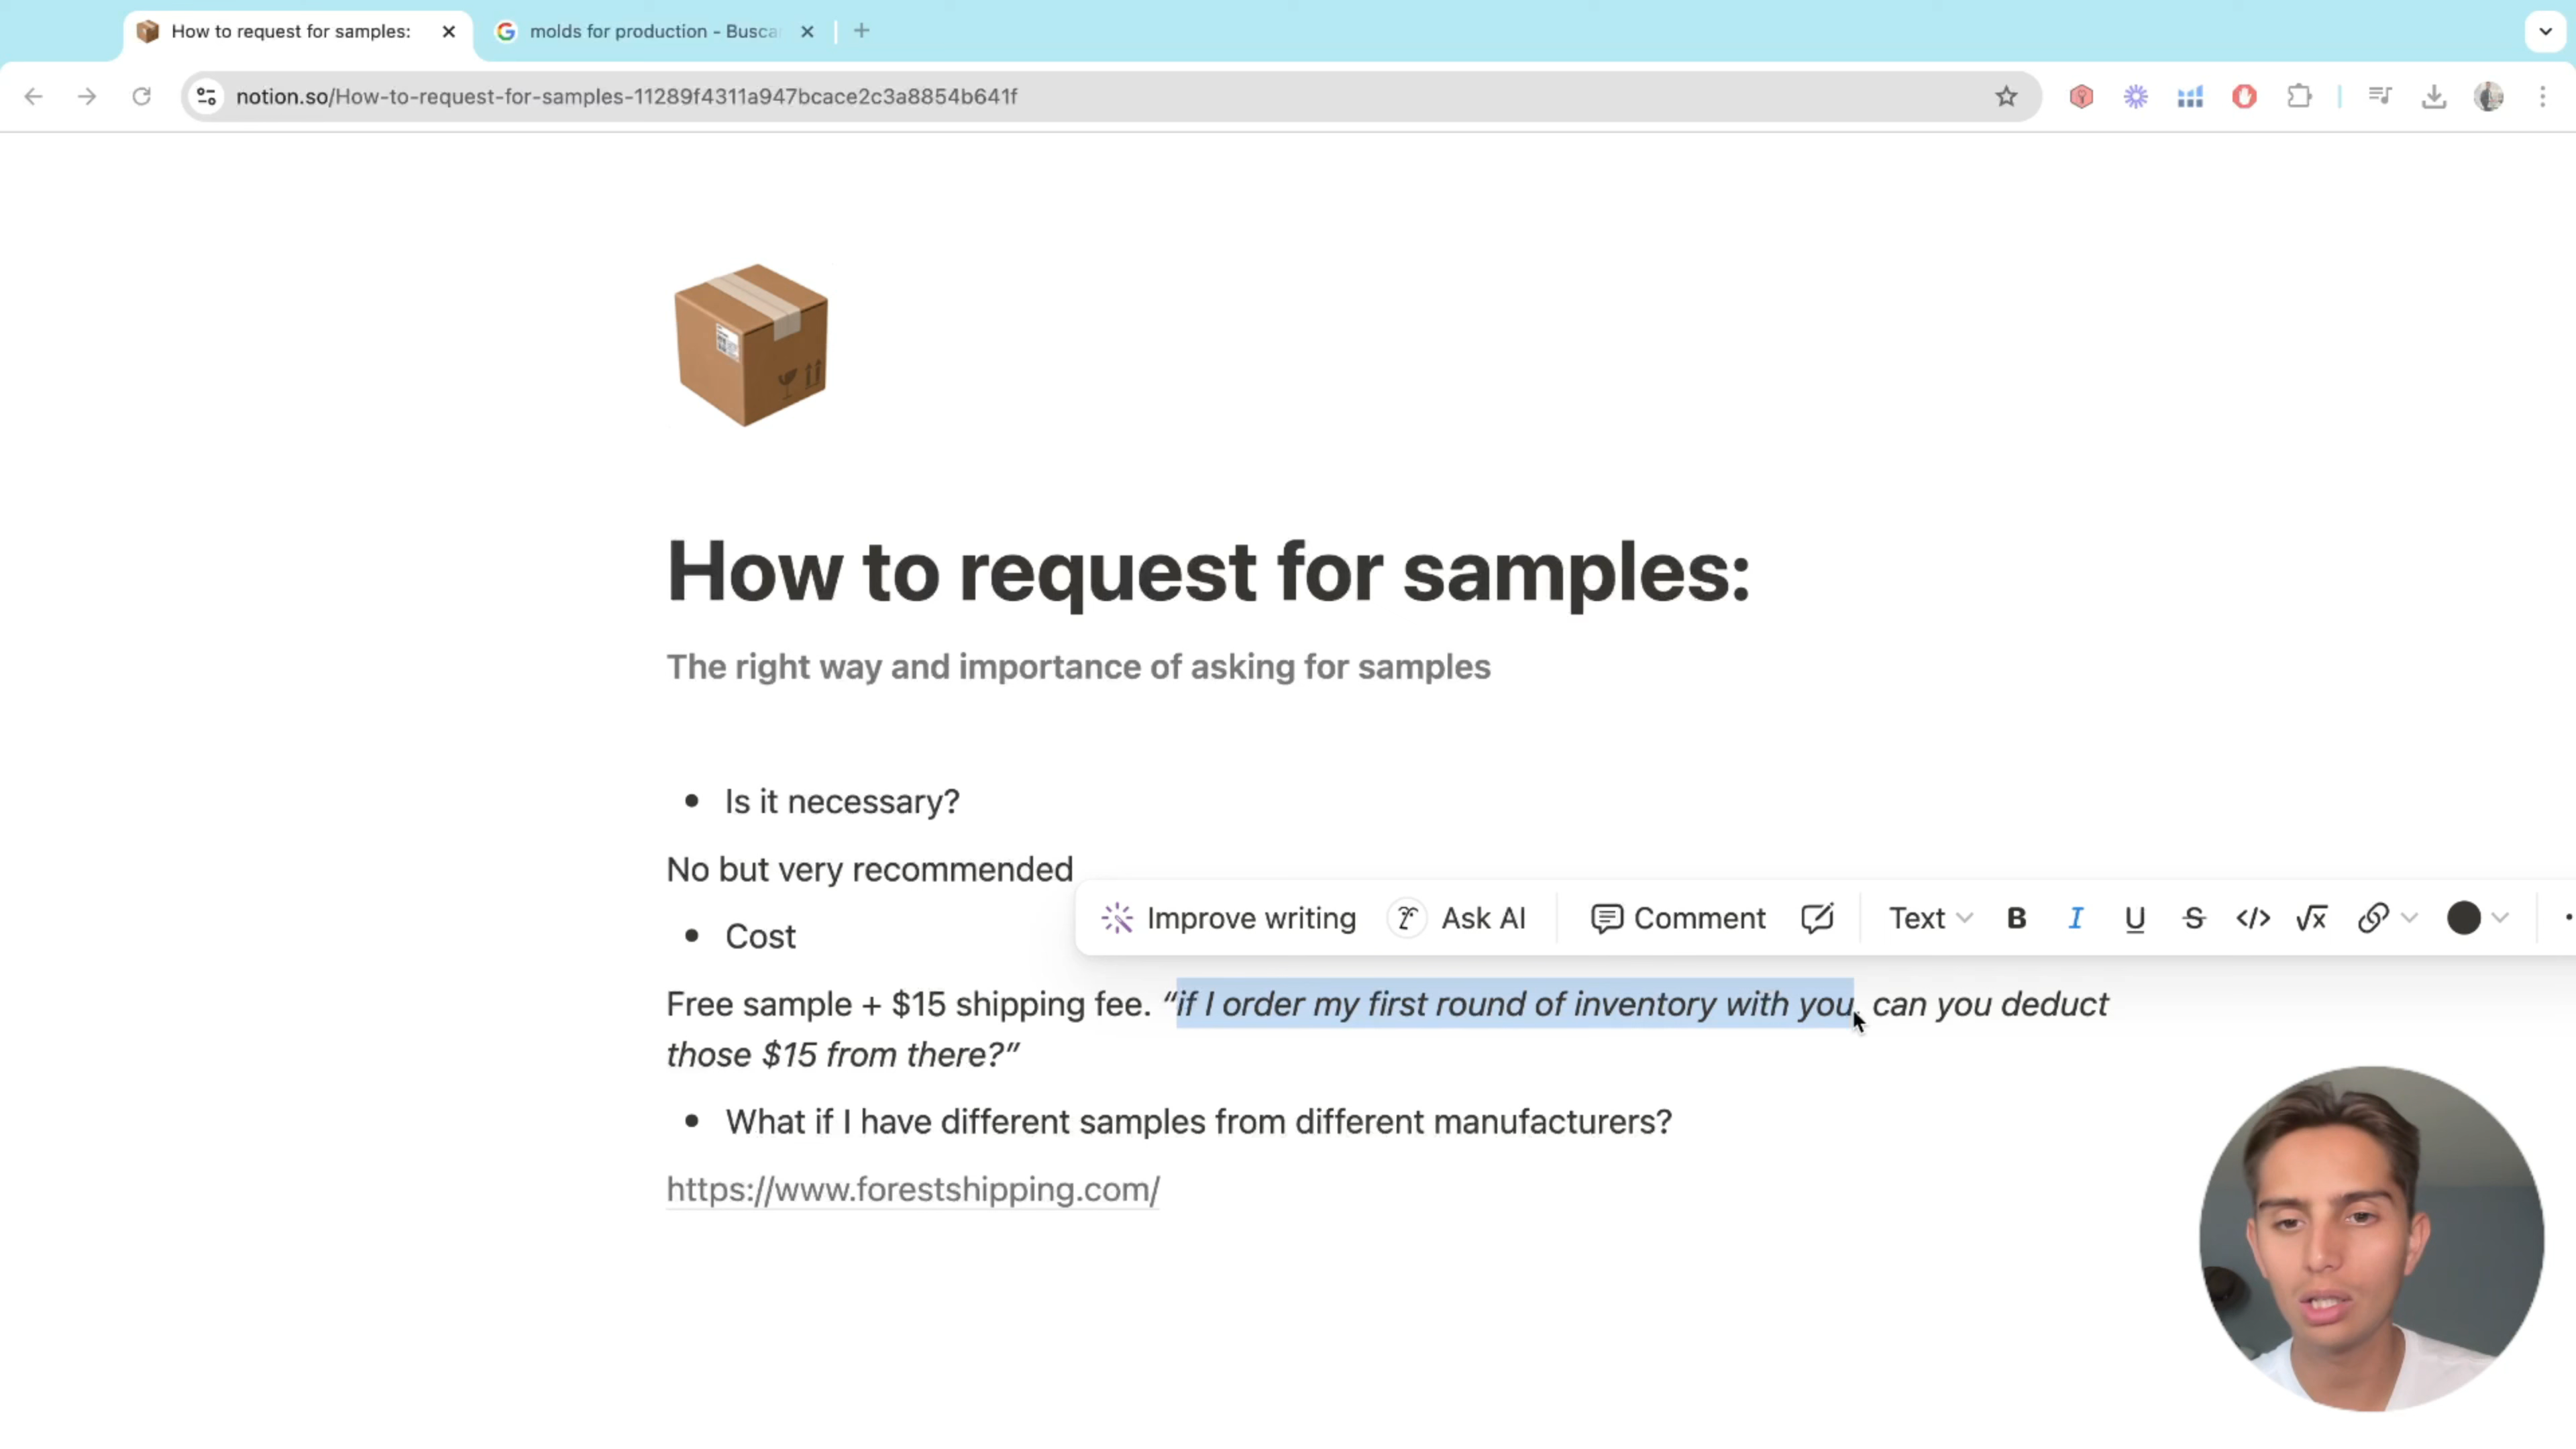 How to request for samples:
molds for production - Busca
notion.so/How-to-request-for-samples-11289f4311a947bcace2c3a8854b641f
How to request for samples:
The right way and importance of asking for samples
• Is it necessary?
No but very recommended
Improve writing Ask AI Comment Text B I U S </> √x
• Cost
Free sample + $15 shipping fee. “if I order my first round of inventory with you, can you deduct
those $15 from there?”
• What if I have different samples from different manufacturers?
https://www.forestshipping.com/